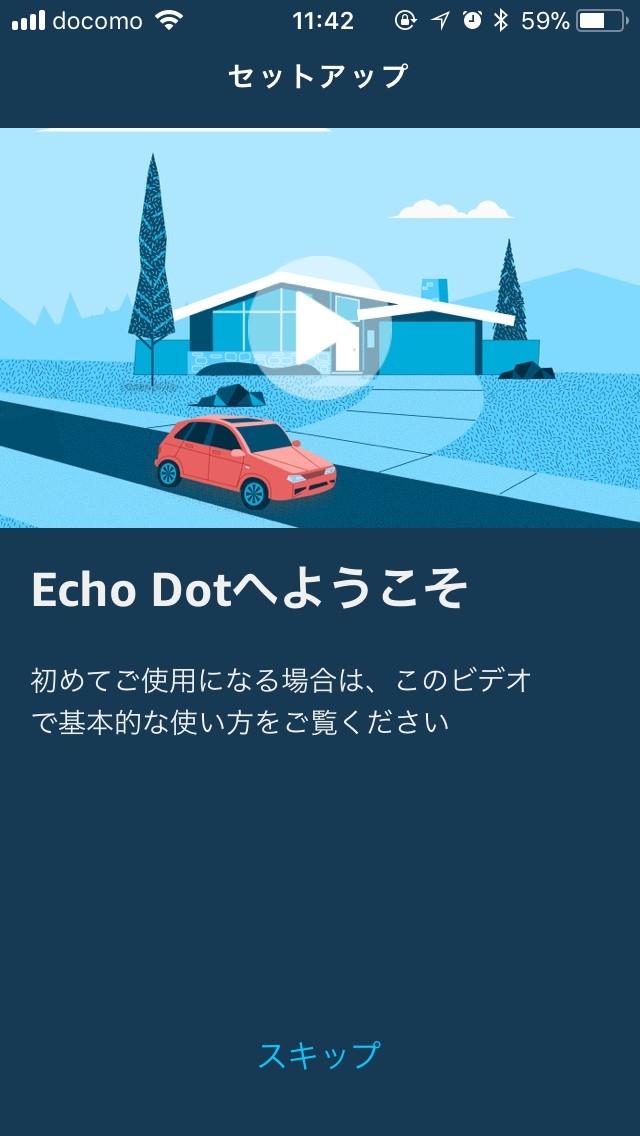 docomo 11:42 59%
セットアップ
Echo Dotへようこそ
初めてご使用になる場合は、このビデオ
で基本的な使い方をご覧ください
スキップ